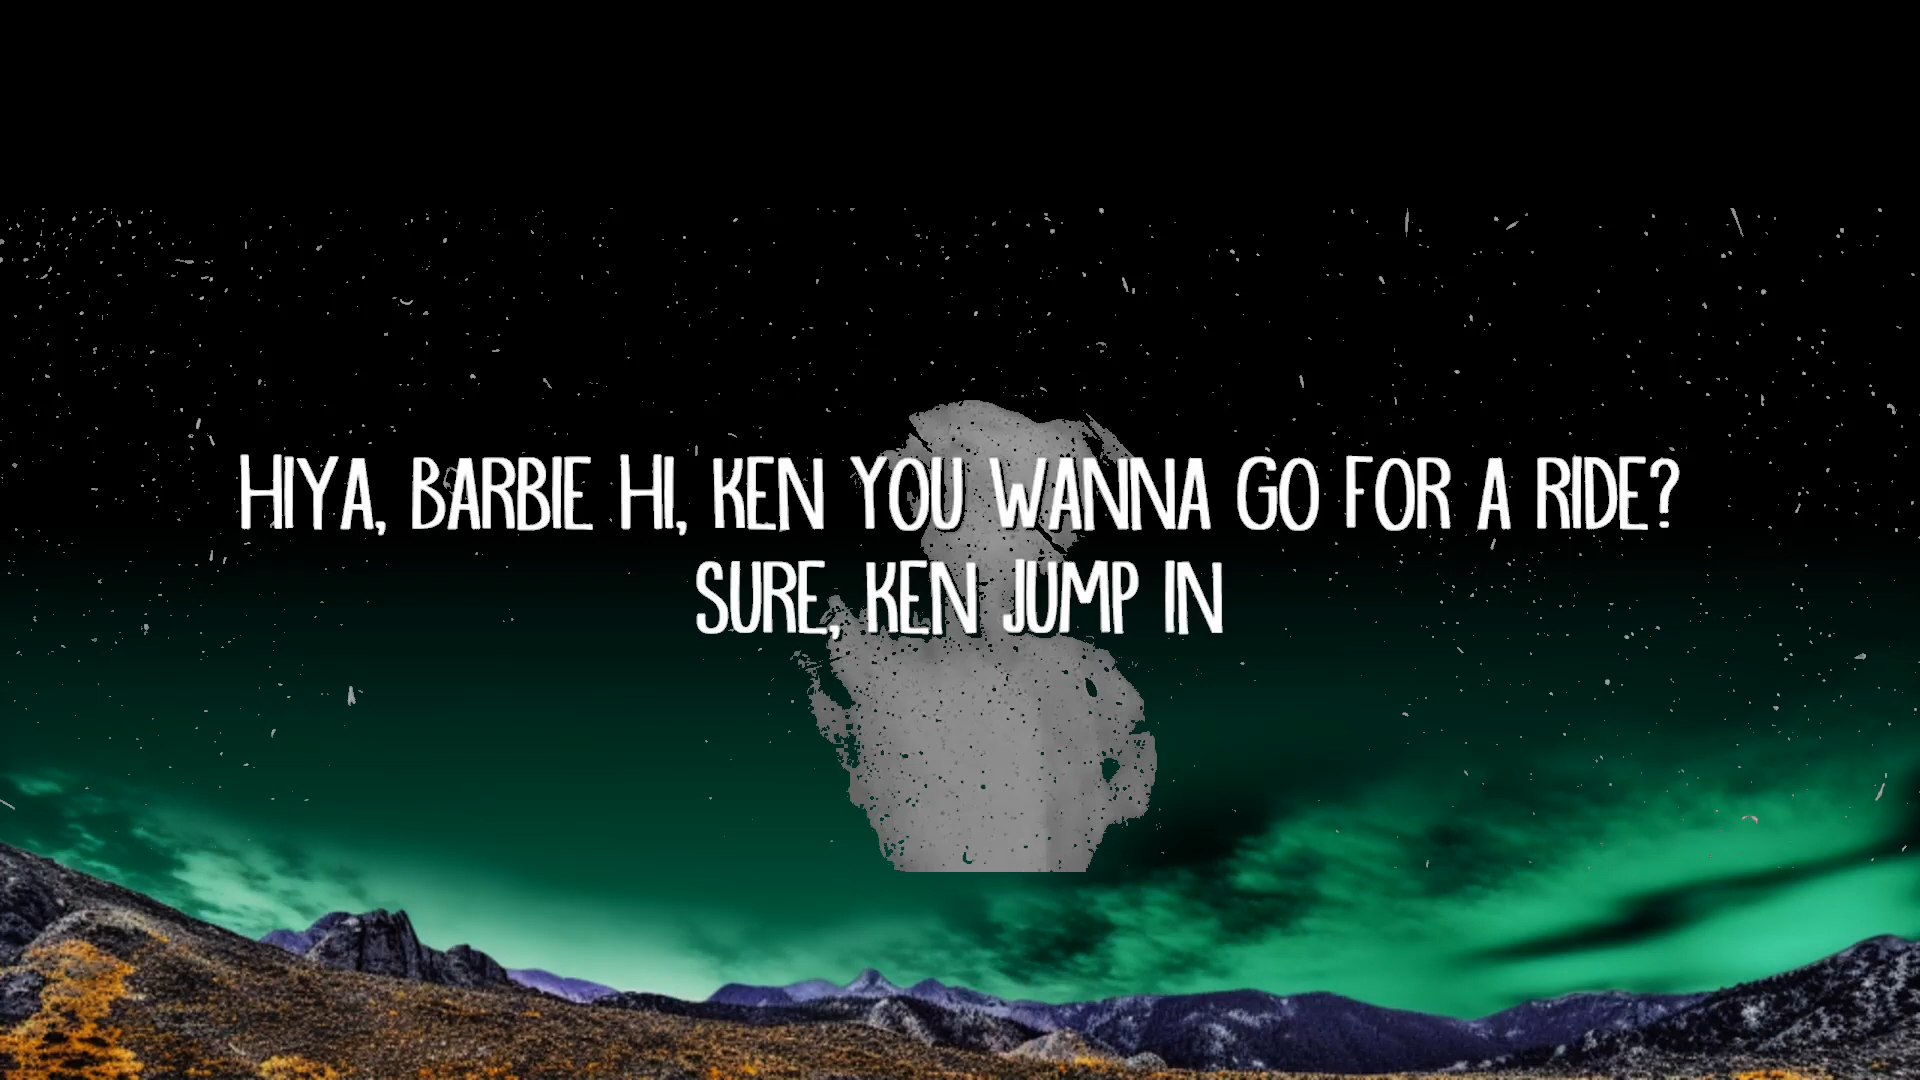 HIYA, BARBIE HI, KEN YOU WANNA GO FOR A RIDE?
SURE, KEN JUMP IN